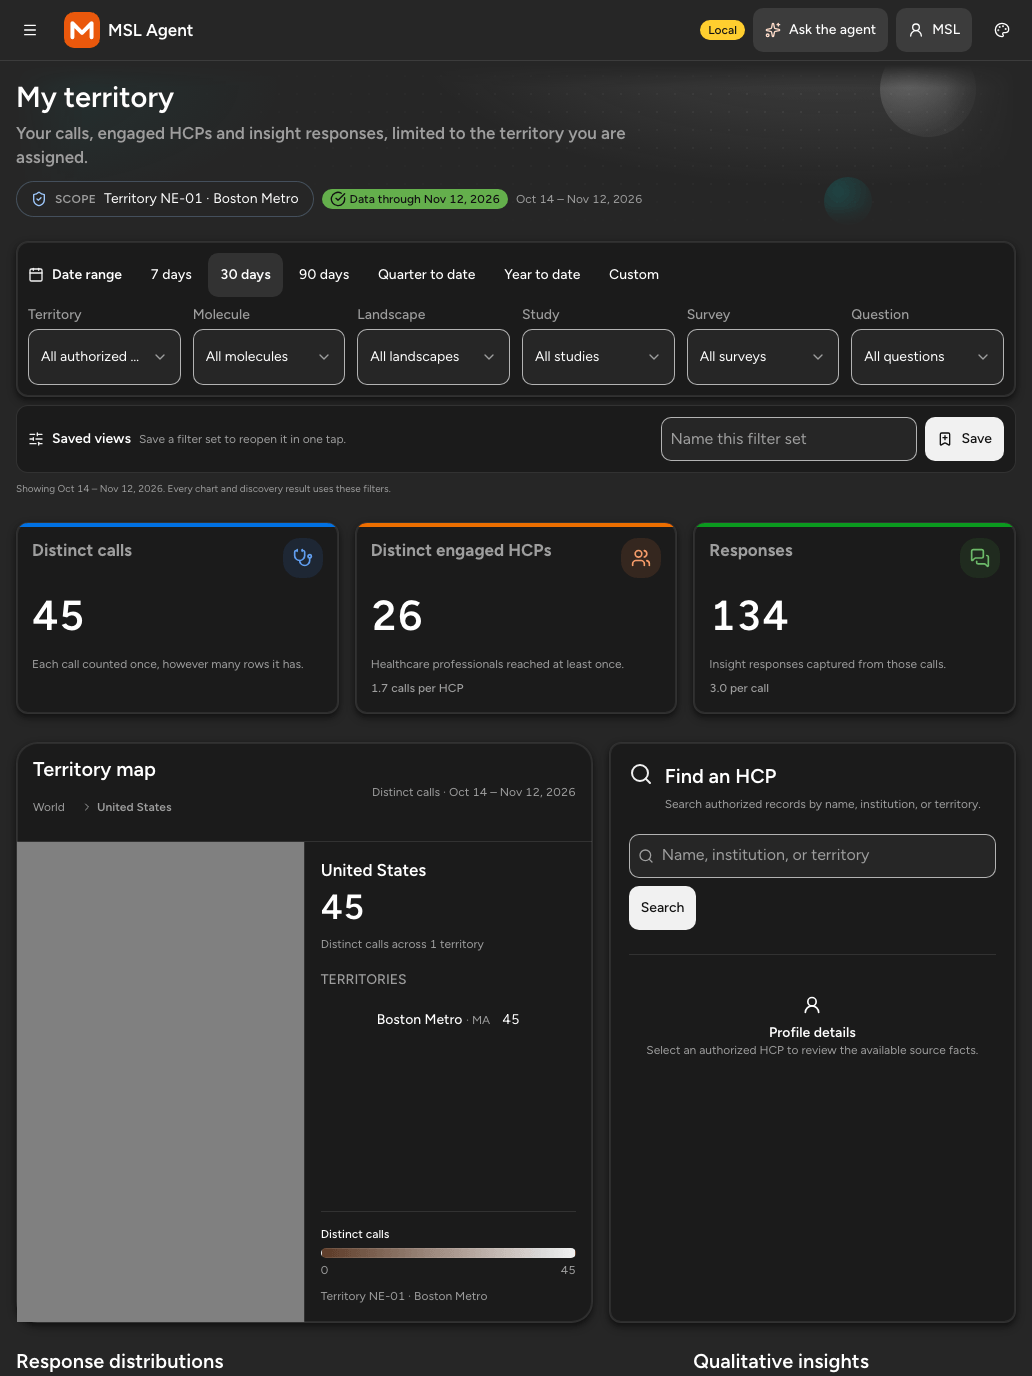 MSL Agent
Local
Ask the agent
MSL
My territory
Your calls, engaged HCPs and insight responses, limited to the territory you are
assigned.
SCOPE Territory NE-01 · Boston Metro
Data through Nov 12, 2026
Oct 14 – Nov 12, 2026
Date range
7 days
30 days
90 days
Quarter to date
Year to date
Custom
Territory
Molecule
Landscape
Study
Survey
Question
All authorized ...
All molecules
All landscapes
All studies
All surveys
All questions
Saved views
Save a filter set to reopen it in one tap.
Name this filter set
Save
Showing Oct 14 – Nov 12, 2026. Every chart and discovery result uses these filters.
Distinct calls
45
Each call counted once, however many rows it has.
Distinct engaged HCPs
26
Healthcare professionals reached at least once.
1.7 calls per HCP
Responses
134
Insight responses captured from those calls.
3.0 per call
Territory map
World > United States
Distinct calls · Oct 14 – Nov 12, 2026
United States
45
Distinct calls across 1 territory
TERRITORIES
Boston Metro · MA 45
Distinct calls
0 45
Territory NE-01 · Boston Metro
Find an HCP
Search authorized records by name, institution, or territory.
Name, institution, or territory
Search
Profile details
Select an authorized HCP to review the available source facts.
Response distributions
Qualitative insights